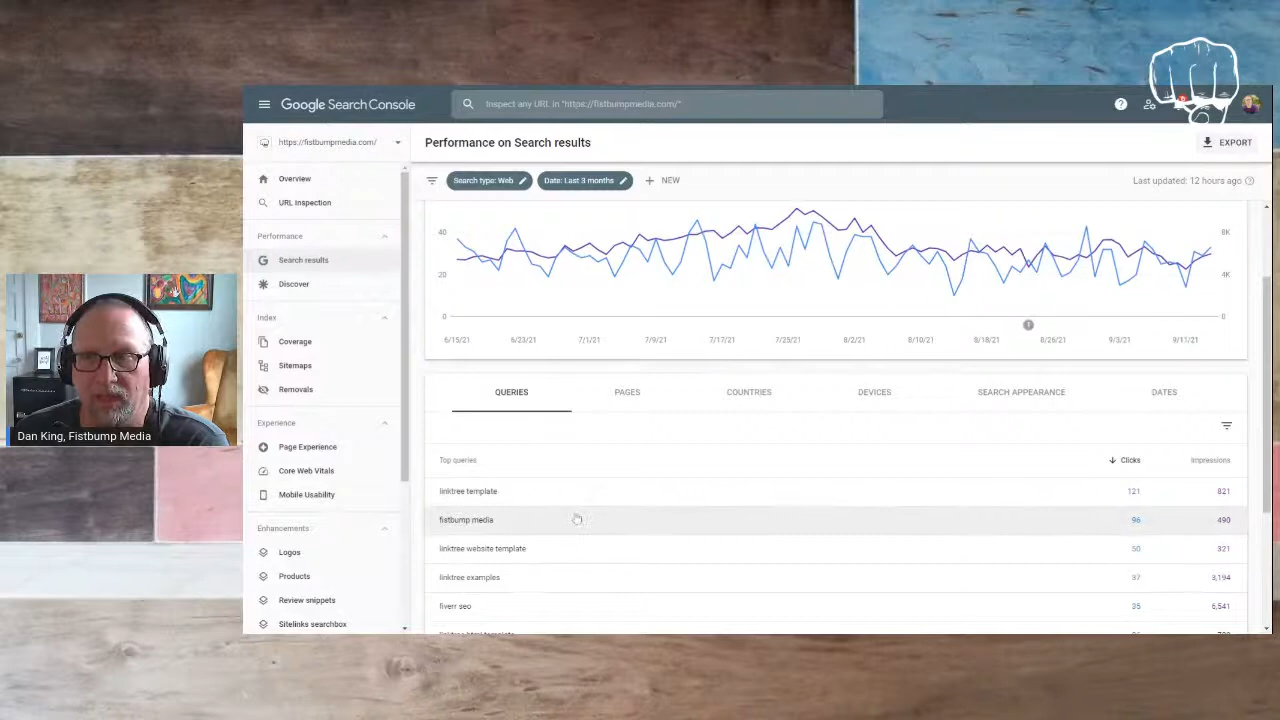 Google Search Console
Inspect any URL in "https://fistbumpmedia.com/"
https://fistbumpmedia.com/
Performance on Search results
EXPORT
Overview
URL inspection
Search type: Web
Date: Last 3 months
NEW
Last updated: 12 hours ago
Performance
Search results
Discover
Index
Coverage
Sitemaps
Removals
Experience
Page Experience
Core Web Vitals
Mobile Usability
Enhancements
Logos
Products
Review snippets
Sitelinks searchbox
40
20
0
8K
4K
0
6/15/21 6/23/21 7/1/21 7/9/21 7/17/21 7/25/21 8/2/21 8/10/21 8/18/21 8/26/21 9/3/21 9/11/21
QUERIES PAGES COUNTRIES DEVICES SEARCH APPEARANCE DATES
Top queries Clicks Impressions
linktree template 121 821
fistbump media 96 490
linktree website template 50 321
linktree examples 37 3,194
fiverr seo 35 6,541
Dan King, Fistbump Media